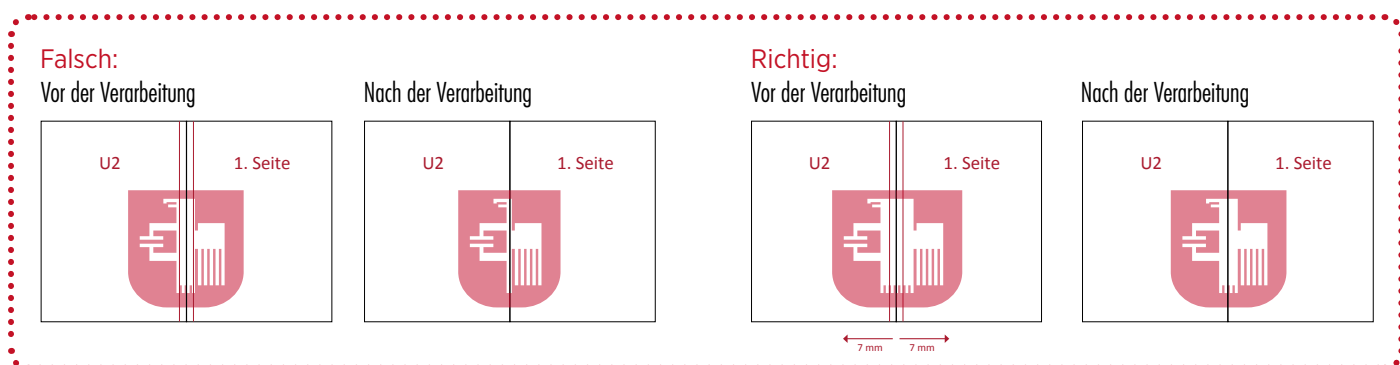 Falsch:
Vor der Verarbeitung
Nach der Verarbeitung
U2
1. Seite
U2
1. Seite
Richtig:
Vor der Verarbeitung
Nach der Verarbeitung
U2
1. Seite
7 mm
7 mm
U2
1. Seite